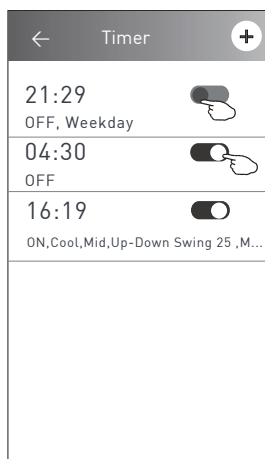 Timer
21:29
OFF, Weekday
04:30
OFF
16:19
ON,Cool,Mid,Up-Down Swing 25 ,M...